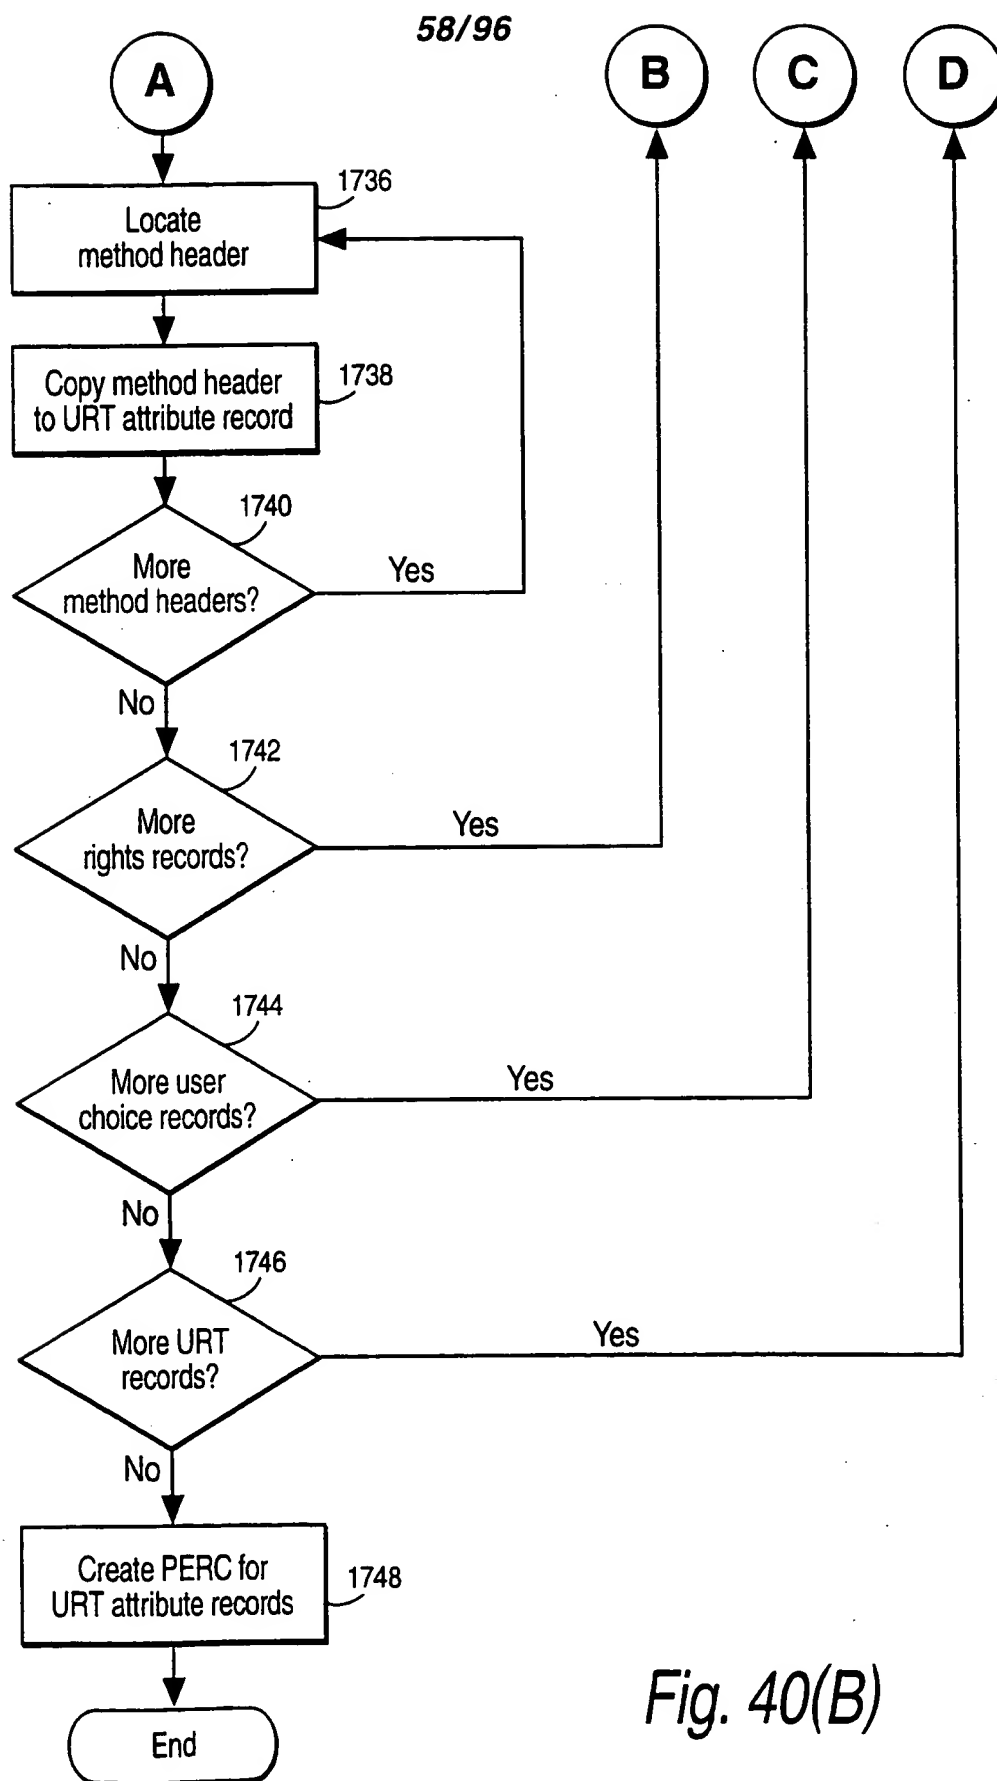 58/96
A
B
C
D
1736
Locate
method header
1738
Copy method header
to URT attribute record
1740
More
method headers?
Yes
No
1742
More
rights records?
Yes
No
1744
More user
choice records?
Yes
No
1746
More URT
records?
Yes
No
Create PERC for
URT attribute records
1748
End
Fig. 40(B)